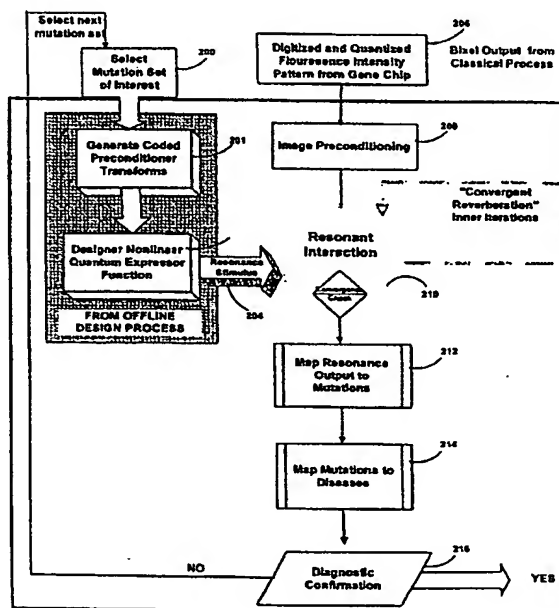 Select next
mutation set
200
Select
Mutation Set
of Interest
206
Digitized and Quantized
Flouresence Intensity
Pattern from Gene Chip
Bixel Output from
Classical Process
Generate Coded
Preconditioner
Transforms
201
208
Image Preconditioning
"Convergent
Reverberation"
Inner Iterations
Designer Nonlinear
Quantum Expressor
Function
Resonance
Stimulus
204
Resonant
Interaction
Convergence
Check
210
FROM OFFLINE
DESIGN PROCESS
212
Map Resonance
Output to
Mutations
214
Map Mutations to
Diseases
216
Diagnostic
Confirmation
NO
YES